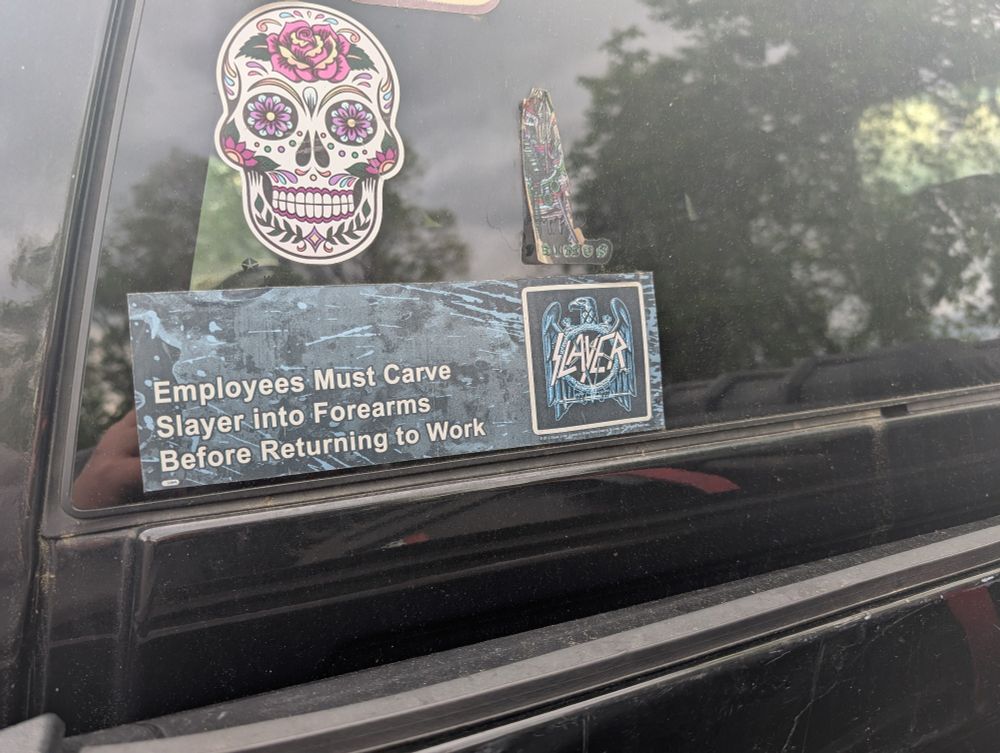 Employees Must Carve
Slayer into Forearms
Before Returning to Work
SLAYER